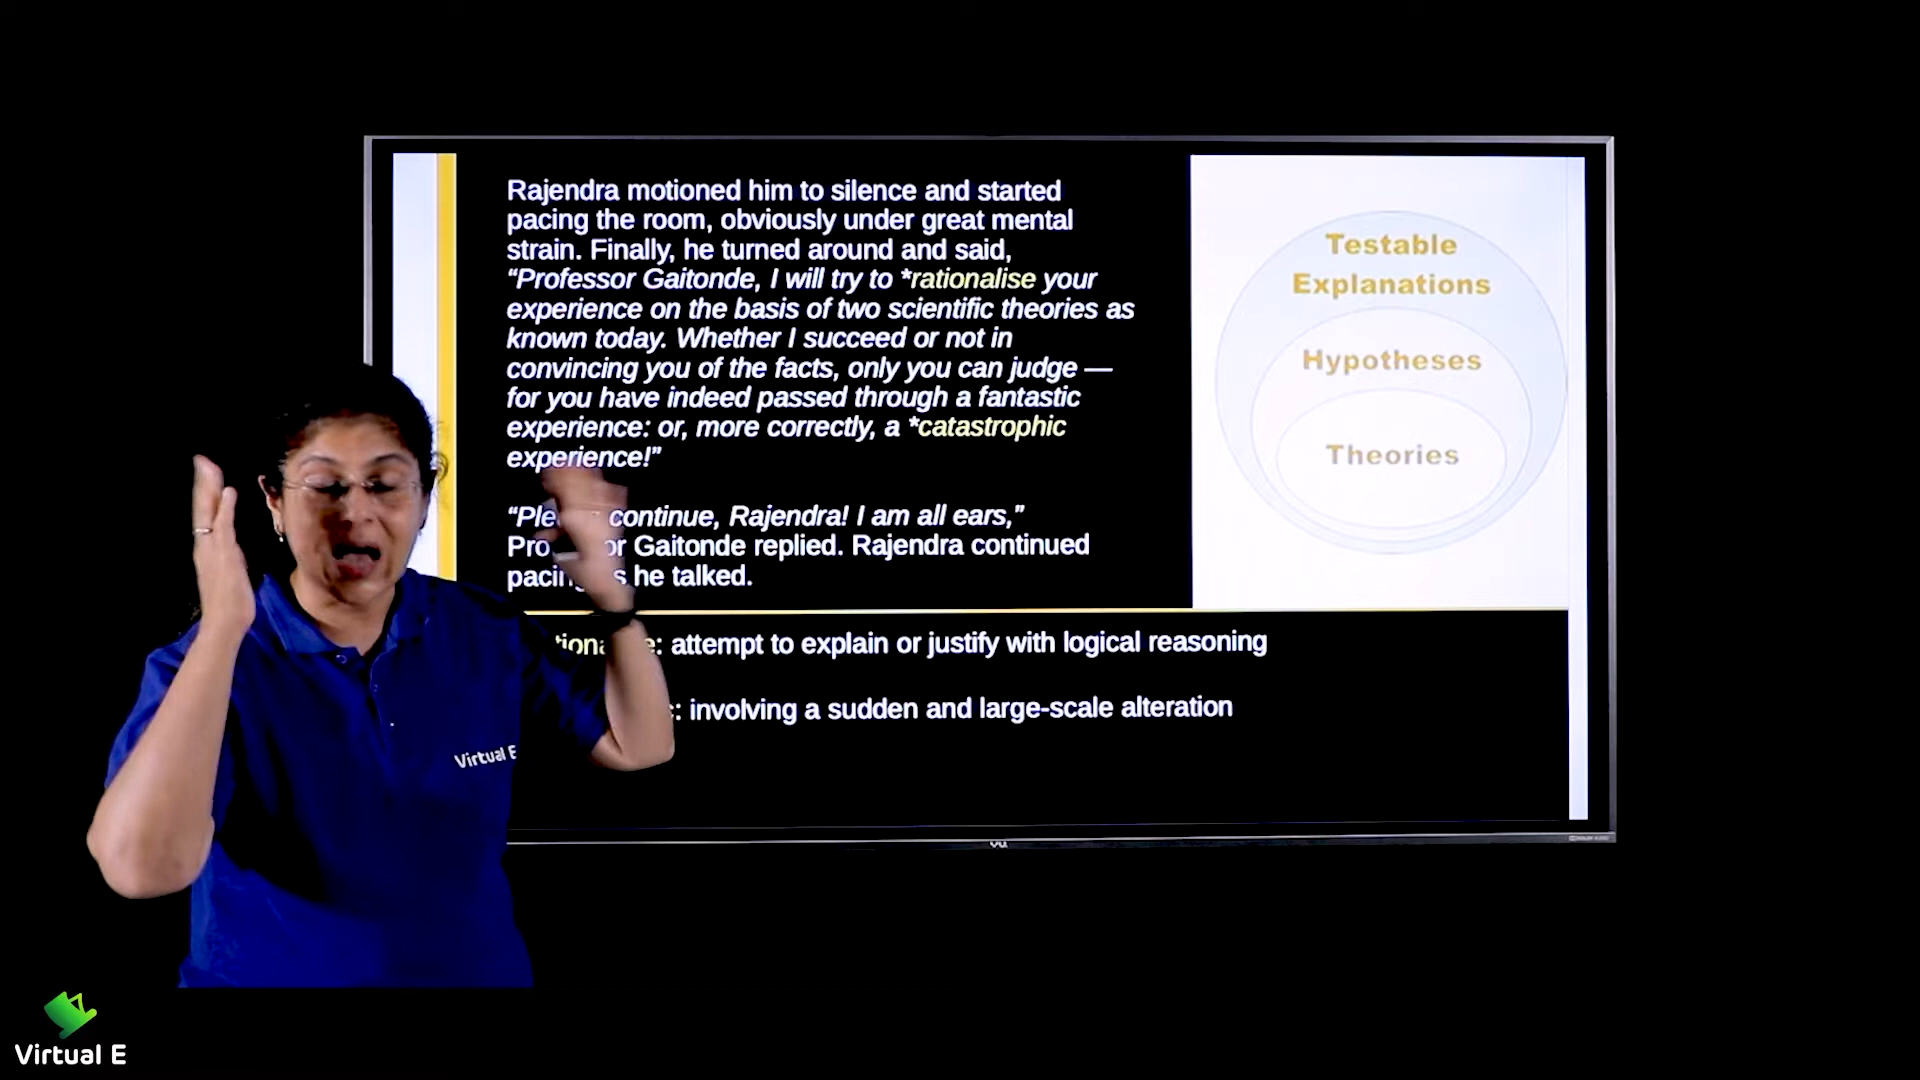 Rajendra motioned him to silence and started
pacing the room, obviously under great mental
strain. Finally, he turned around and said,
“Professor Gaitonde, I will try to *rationalise your
experience on the basis of two scientific theories as
known today. Whether I succeed or not in
convincing you of the facts, only you can judge —
for you have indeed passed through a fantastic
experience: or, more correctly, a *catastrophic
experience!”
continue, Rajendra! I am all ears,”
Gaitonde replied. Rajendra continued
he talked.
attempt to explain or justify with logical reasoning
involving a sudden and large-scale alteration
Testable
Explanations
Hypotheses
Theories
Virtual E
Virtual E